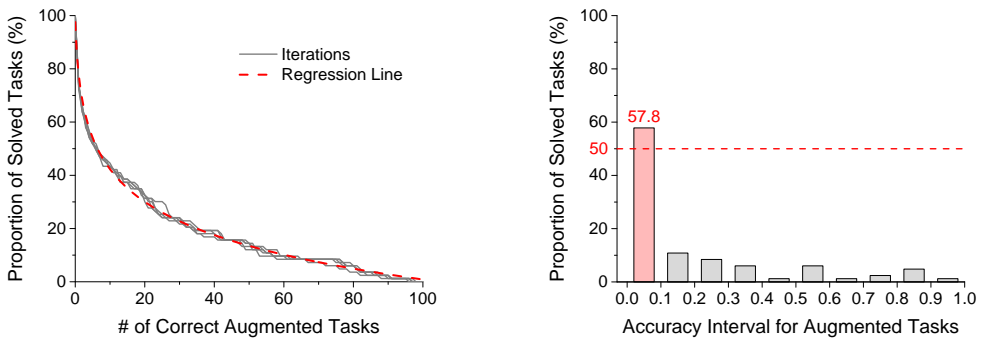 Proportion of Solved Tasks (%)
100
80
60
40
20
0
Iterations
Regression Line
0 20 40 60 80 100
# of Correct Augmented Tasks
Proportion of Solved Tasks (%)
100
80
60
50
40
20
0
57.8
0.0 0.1 0.2 0.3 0.4 0.5 0.6 0.7 0.8 0.9 1.0
Accuracy Interval for Augmented Tasks